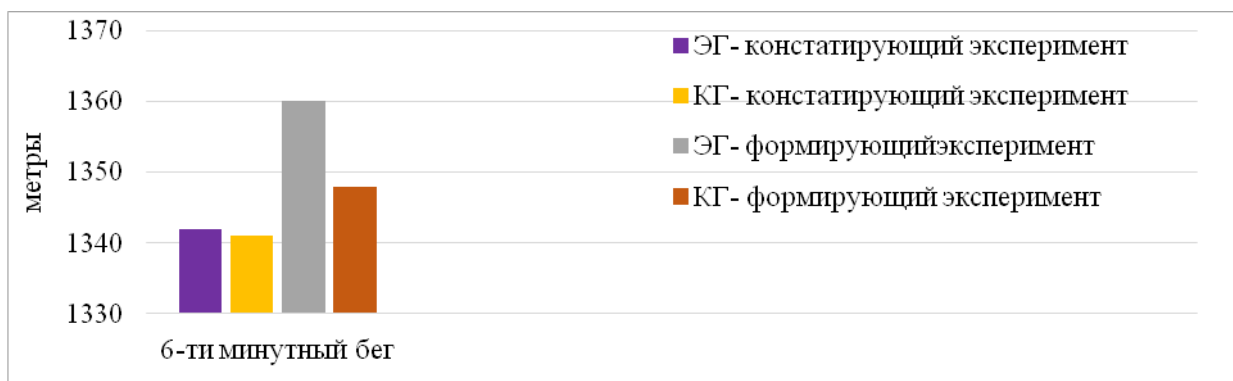 1370
1360
1350
1340
1330
метры
6-ти минутный бег
ЭГ- констатирующий эксперимент
КГ- констатирующий эксперимент
ЭГ- формирующийэксперимент
КГ- формирующий эксперимент